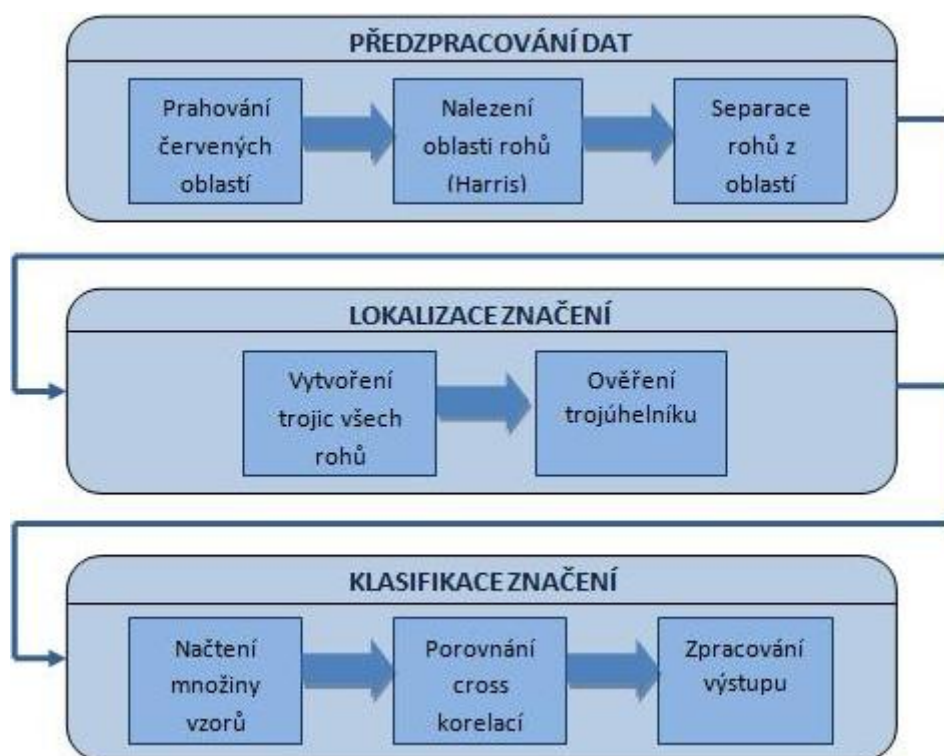 PŘEDZPRACOVÁNÍ DAT
Prahování
červených
oblastí
Nalezení
oblasti rohů
(Harris)
Separace
rohů z
oblastí
LOKALIZACE ZNAČENÍ
Vytvoření
trojic všech
rohů
Ověření
trojúhelníku
KLASIFIKACE ZNAČENÍ
Načtení
množiny
vzorů
Porovnání
cross
korelací
Zpracování
výstupu